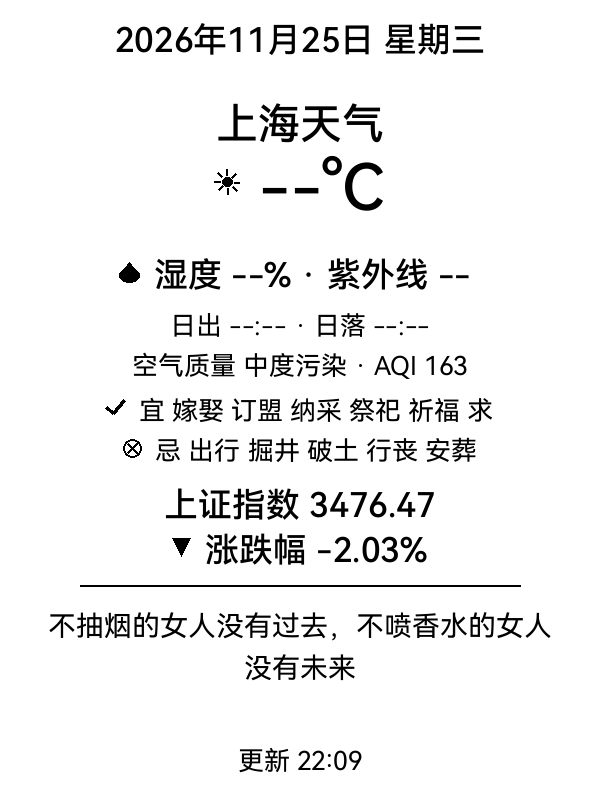 2026年11月25日 星期三
上海天气
--°C
湿度 --% · 紫外线 --
日出 --:-- · 日落 --:--
空气质量 中度污染 · AQI 163
宜 嫁娶 订盟 纳采 祭祀 祈福 求
忌 出行 掘井 破土 行丧 安葬
上证指数 3476.47
▼ 涨跌幅 -2.03%
不抽烟的女人没有过去，不喷香水的女人
没有未来
更新 22:09